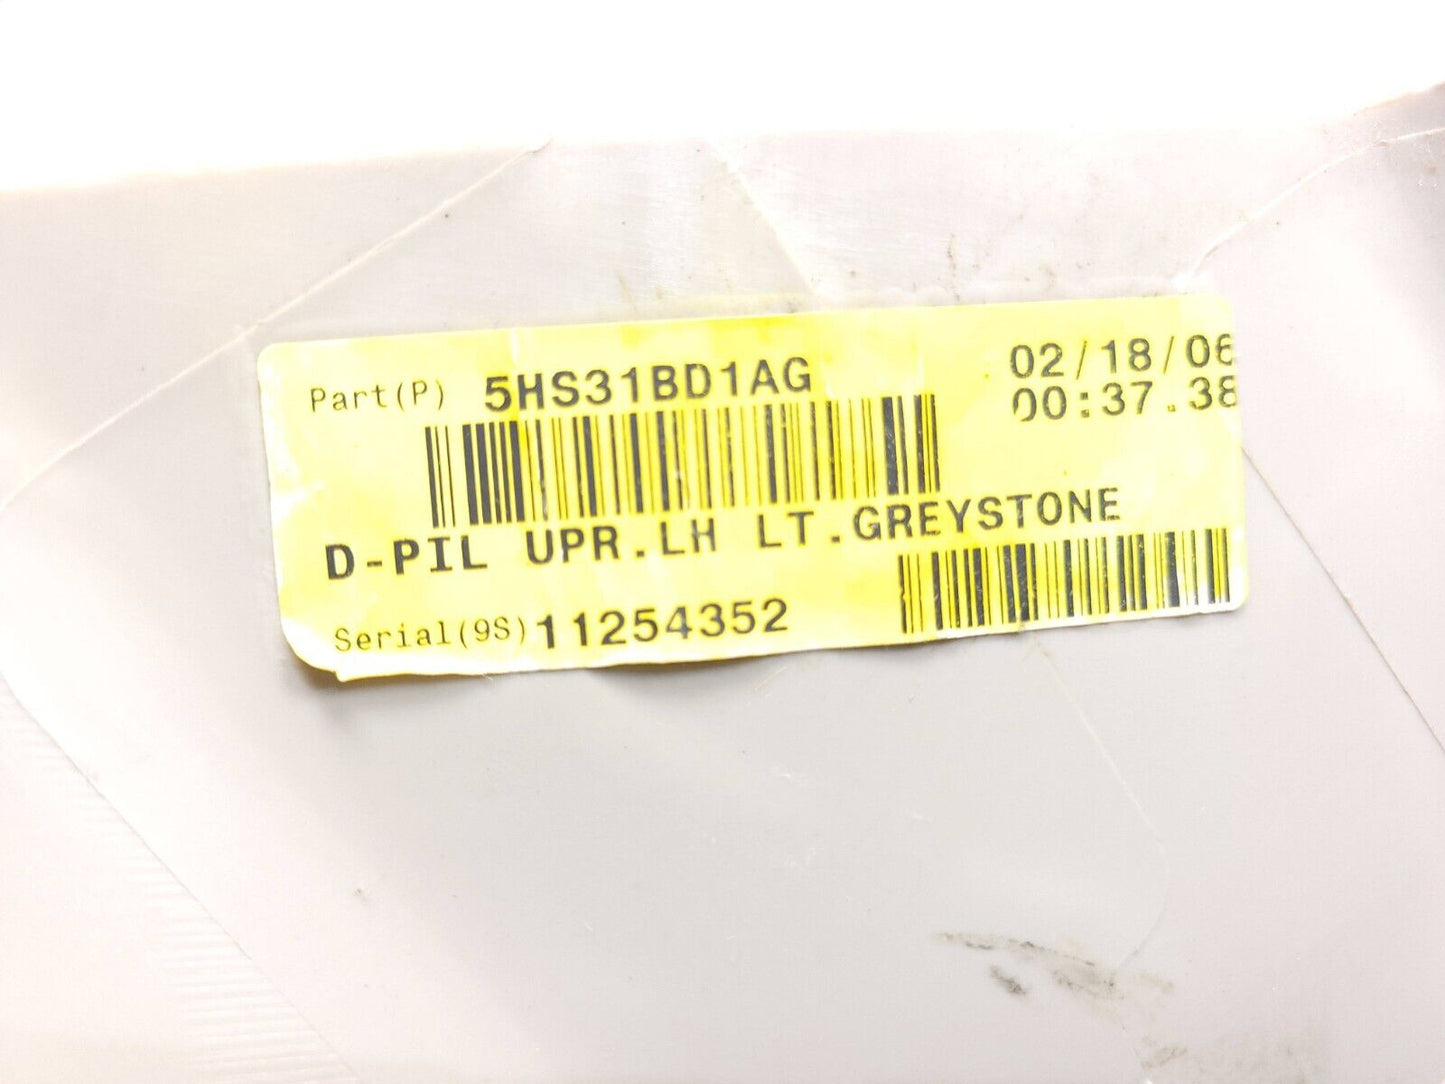 Part(P) 5HS31BD1AG
02/18/06
00:37.38
D-PIL UPR.LH LT.GREYSTONE
Serial(9S) 11254352